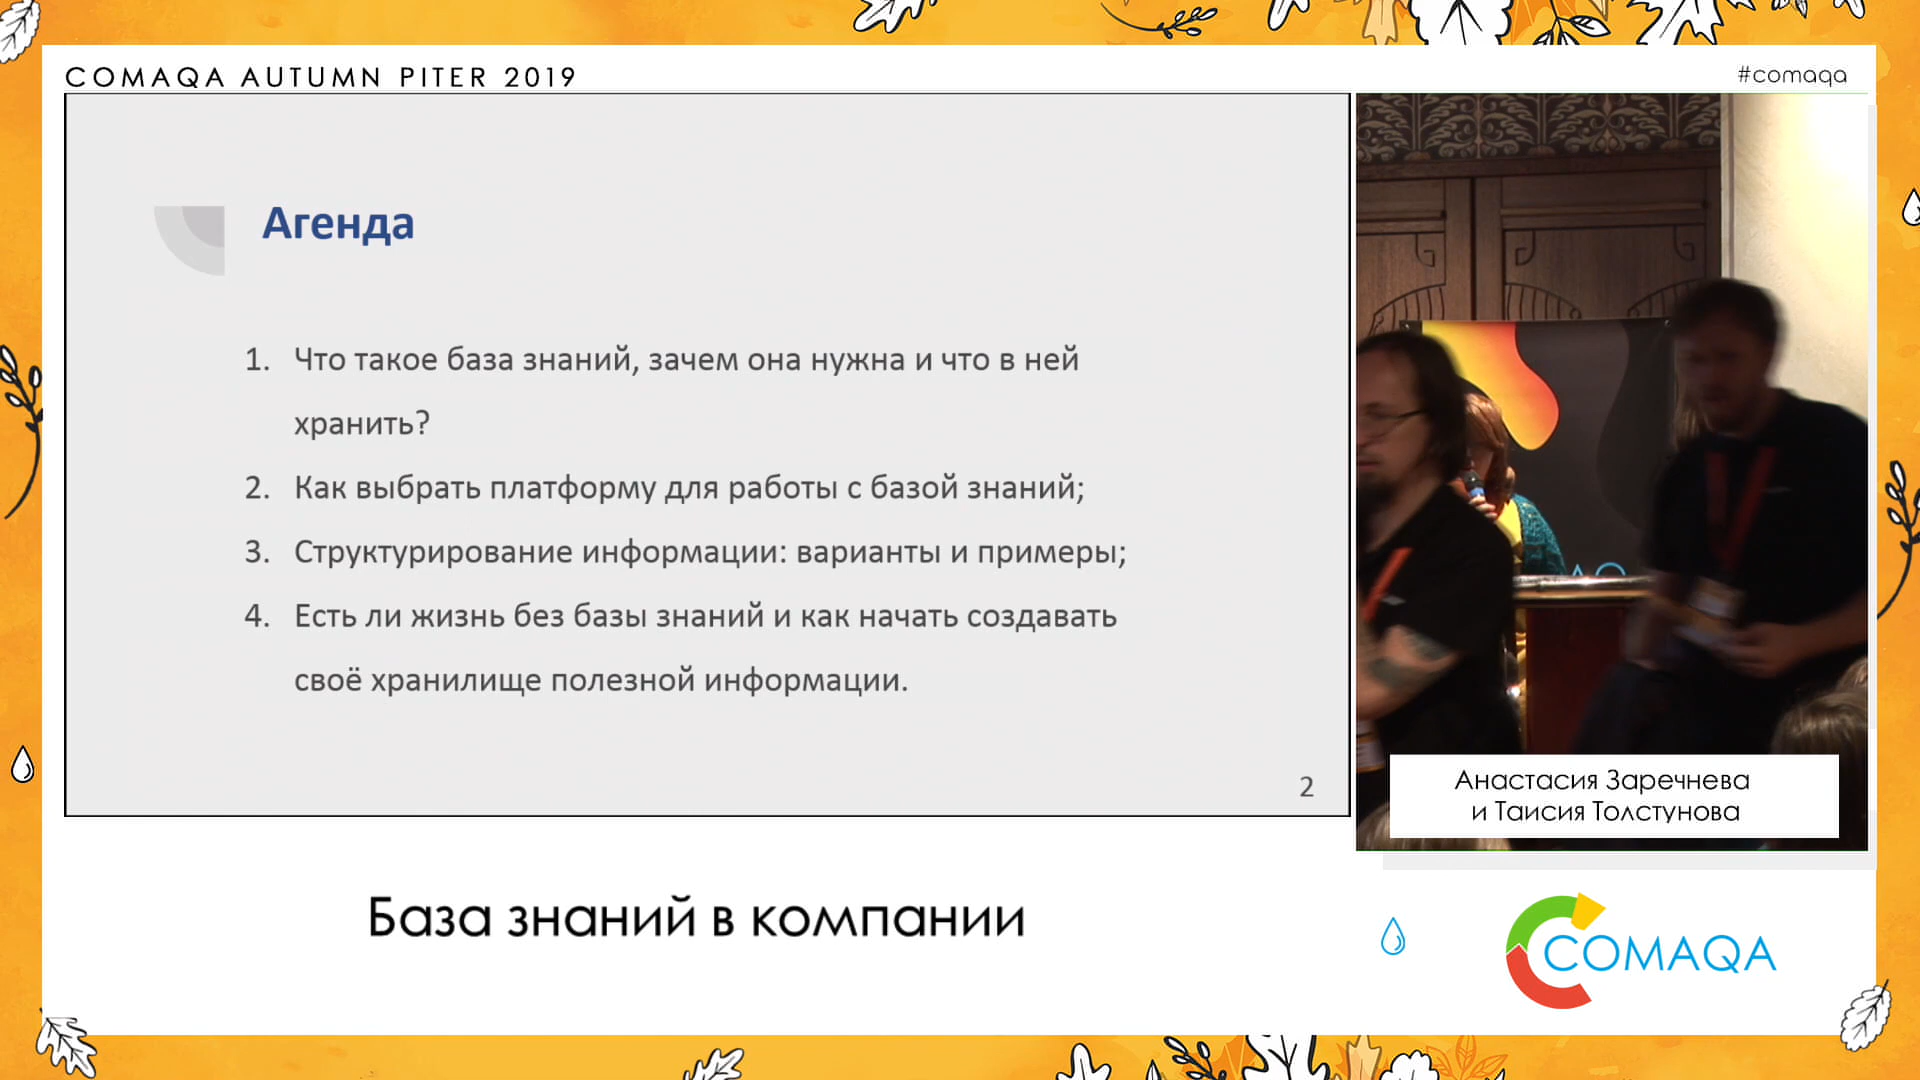 COMAQA AUTUMN PITER 2019
#comaqa
Агенда
1. Что такое база знаний, зачем она нужна и что в ней
хранить?
2. Как выбрать платформу для работы с базой знаний;
3. Структурирование информации: варианты и примеры;
4. Есть ли жизнь без базы знаний и как начать создавать
своё хранилище полезной информации.
2
Анастасия Заречнева
и Таисия Толстунова
База знаний в компании
COMAQA